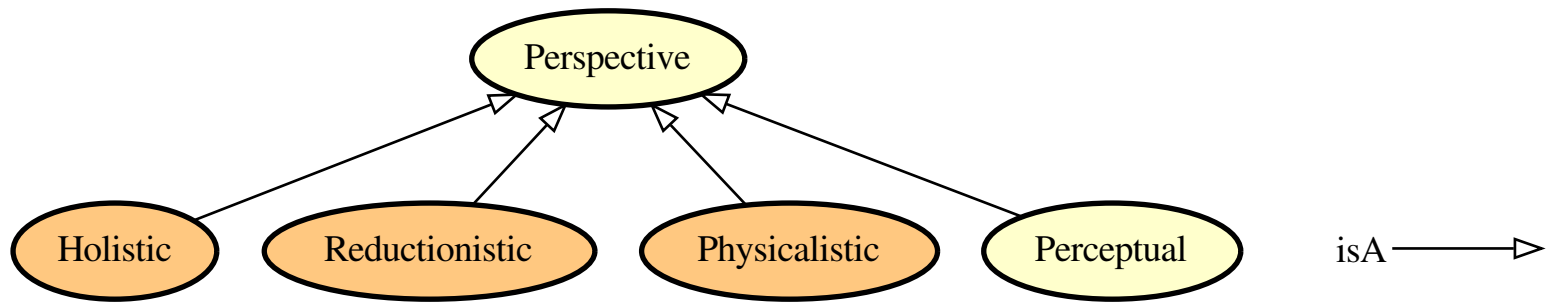 Perspective
Holistic
Reductionistic
Physicalistic
Perceptual
isA